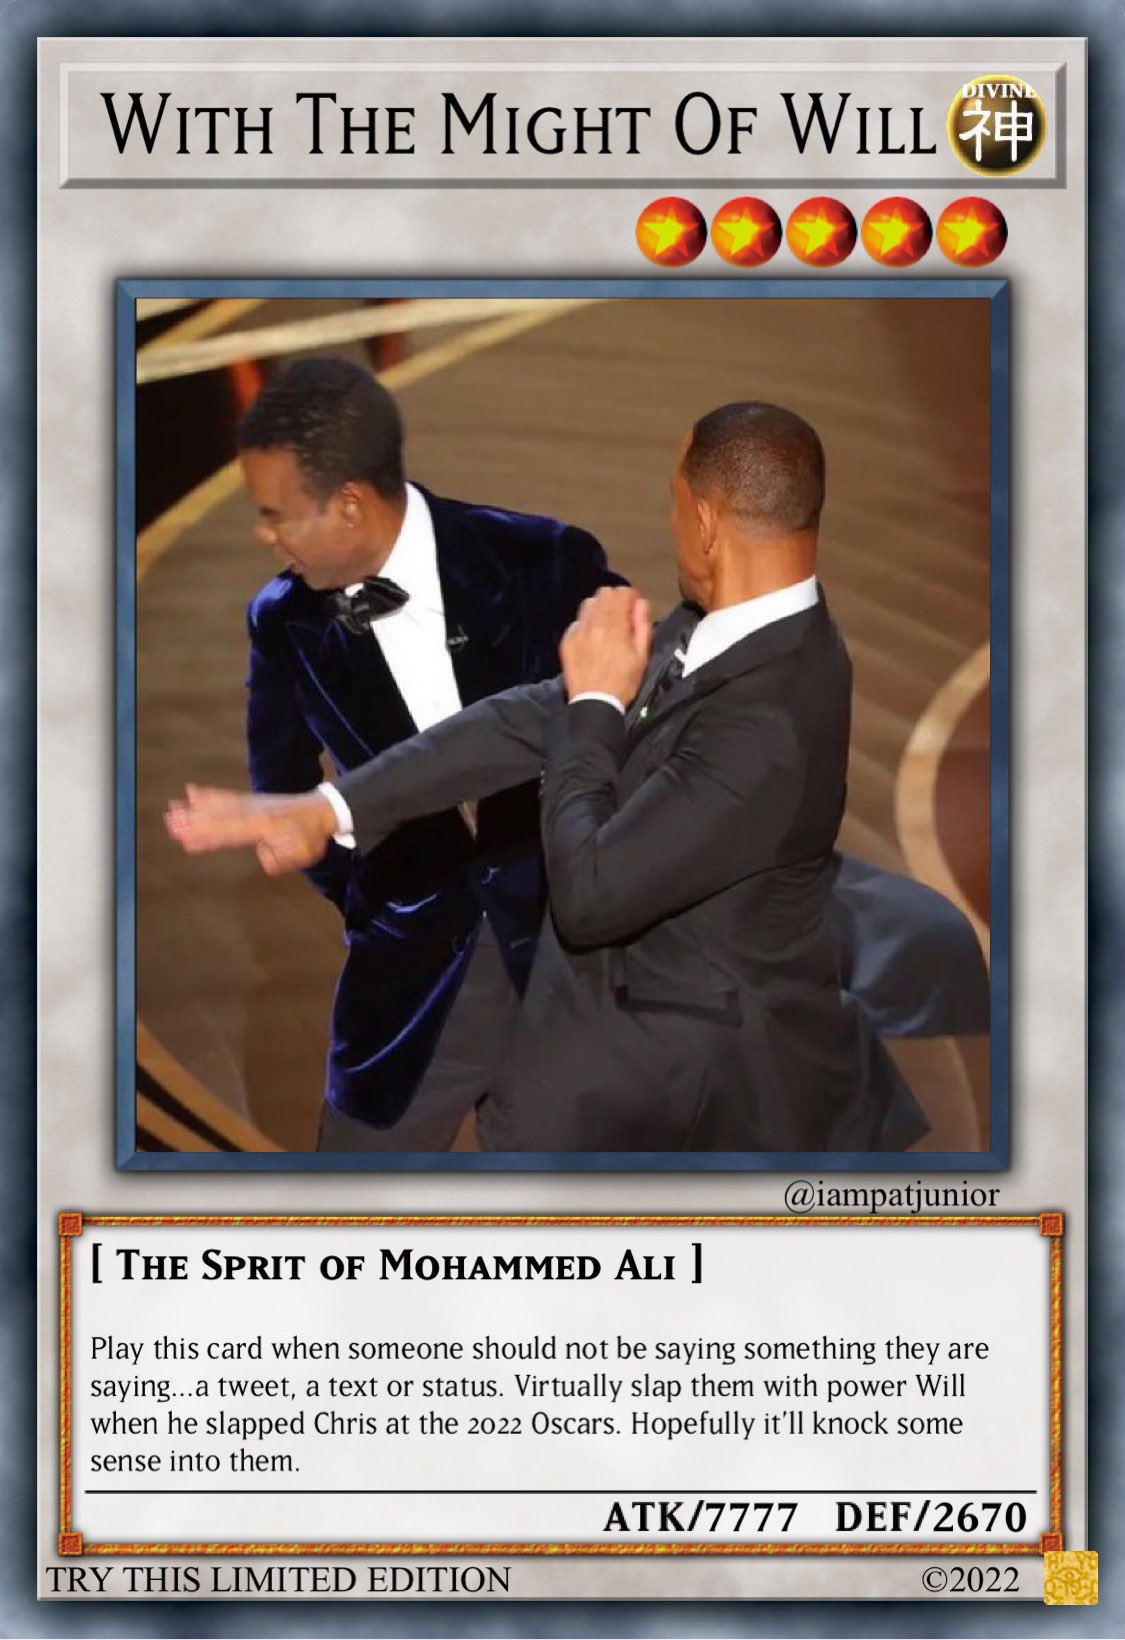 With The Might Of Will
DIVINE
神
@iampatjunior
[ The Sprit of Mohammed Ali ]
Play this card when someone should not be saying something they are
saying...a tweet, a text or status. Virtually slap them with power Will
when he slapped Chris at the 2022 Oscars. Hopefully it'll knock some
sense into them.
ATK/7777 DEF/2670
TRY THIS LIMITED EDITION
©2022